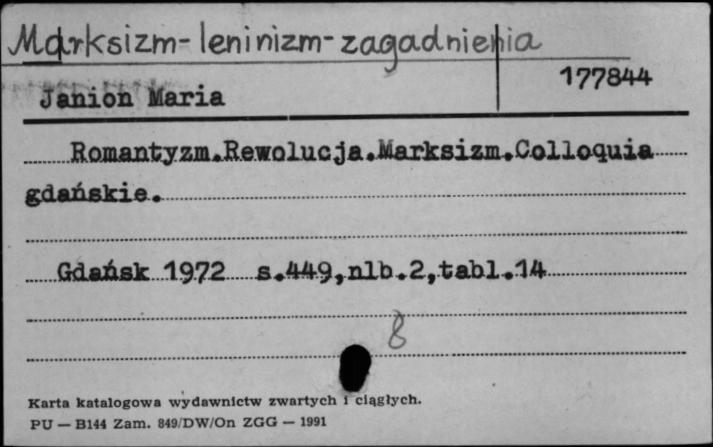 Marksizm-leninizm-zagadnienia
177844
Janion Maria
Romantyzm.Rewolucja.Marksizm.Colloquia
gdańskie.
Gdańsk 1972 s.449,nlb.2,tabl.14
8
Karta katalogowa wydawnictw zwartych i ciągłych.
PU — B144 Zam. 849/DW/On ZGG — 1991